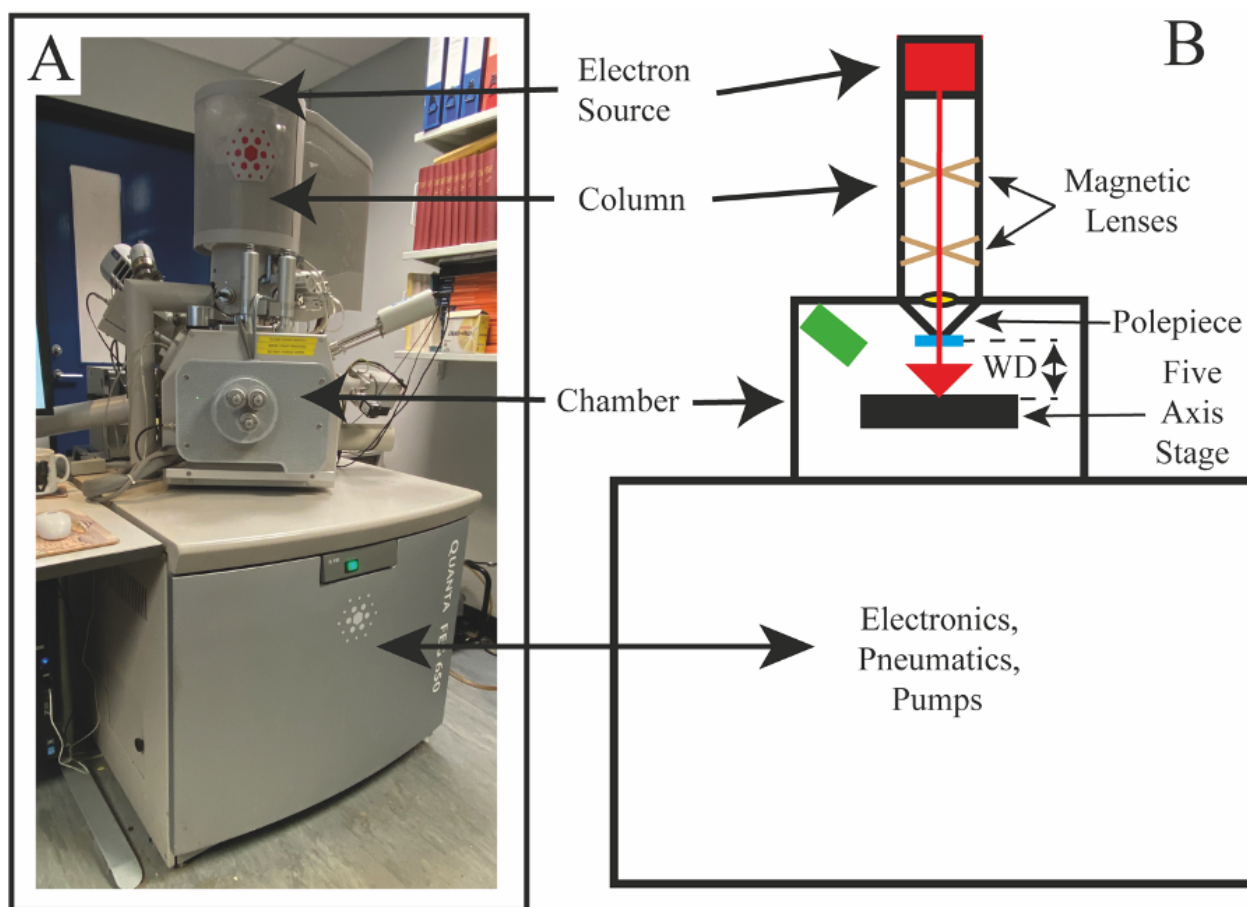 A
B
Electron
Source
Column
Magnetic
Lenses
Polepiece
WD
Chamber
Five
Axis
Stage
Electronics,
Pneumatics,
Pumps
QUANTA FEG 650